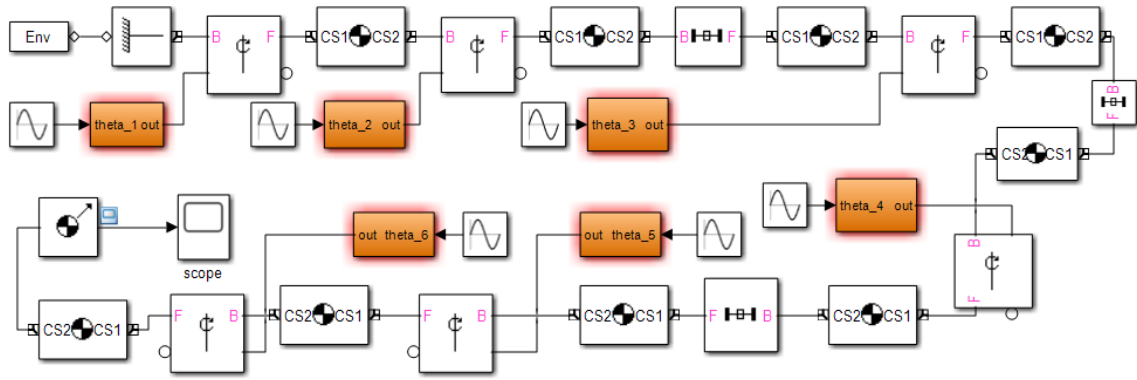 Env
B F
CS1 CS2
B F
CS1 CS2
B F
CS1 CS2
B F
CS1 CS2
theta_1 out
theta_2 out
theta_3 out
B
F
CS2 CS1
theta_4 out
out theta_6
out theta_5
scope
B
F
CS2 CS1
F B
CS2 CS1
F B
CS2 CS1
F B
CS2 CS1